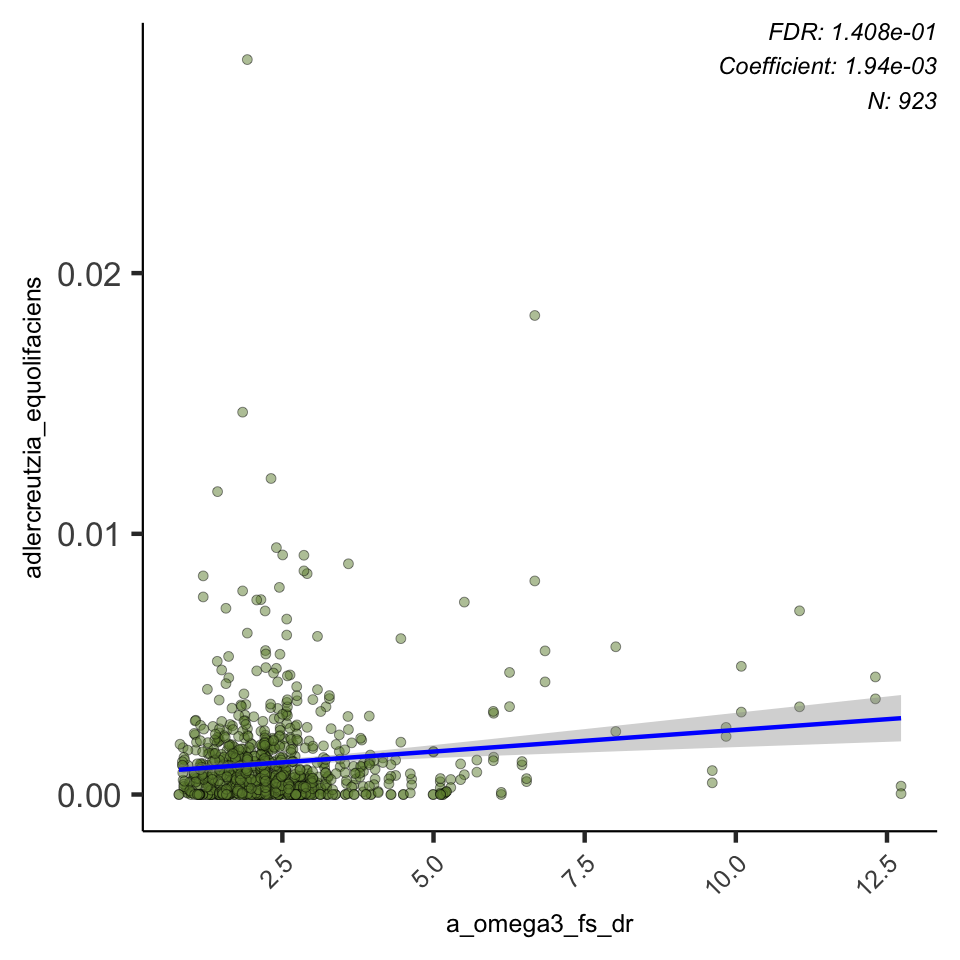 FDR: 1.408e-01
Coefficient: 1.94e-03
N: 923
0.02
0.01
0.00
adlercreutzia_equolifaciens
2.5
5.0
7.5
10.0
12.5
a_omega3_fs_dr